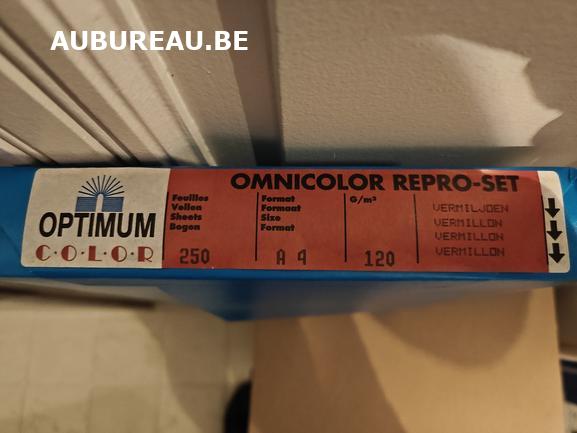 AUBUREAU.BE
OMNICOLOR REPRO-SET
OPTIMUM
C·O·L·O·R
Feuilles
Vellen
Sheets
Bogen
250
Format
Formaat
Size
Format
A 4
G/m²
120
VERMILJOEN
VERMILLON
VERMILLON
VERMILLON